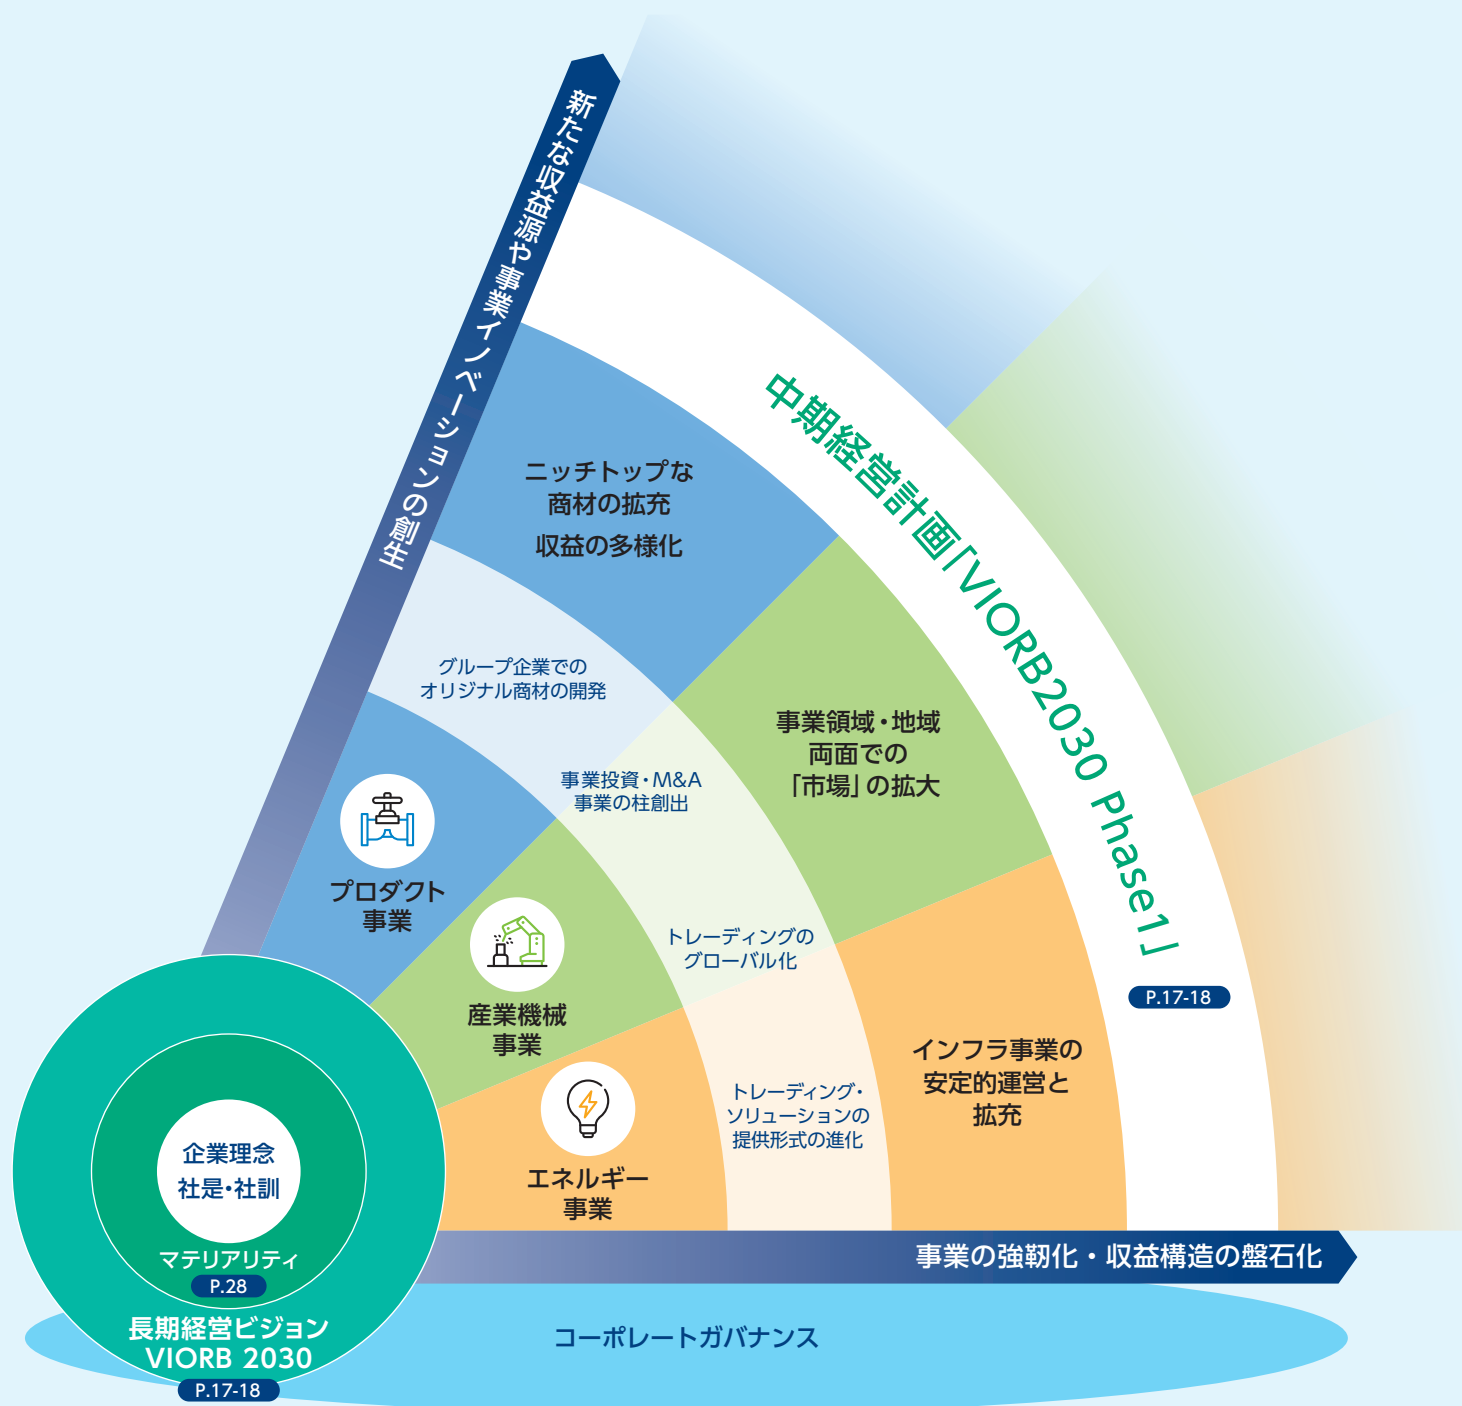 新たな収益源や事業イノベーションの創生
中期経営計画「VIORB2030 Phase1」
P.17-18
ニッチトップな
商材の拡充
収益の多様化
事業領域・地域
両面での
「市場」の拡大
インフラ事業の
安定的運営と
拡充
グループ企業での
オリジナル商材の開発
事業投資・M&A
事業の柱創出
トレーディングの
グローバル化
トレーディング・
ソリューションの
提供形式の進化
プロダクト
事業
産業機械
事業
エネルギー
事業
企業理念
社是・社訓
マテリアリティ
P.28
長期経営ビジョン
VIORB 2030
P.17-18
事業の強靭化・収益構造の盤石化
コーポレートガバナンス